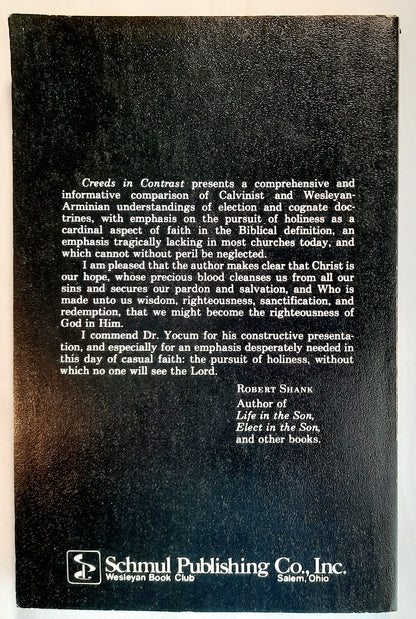 Creeds in Contrast presents a comprehensive and
informative comparison of Calvinist and Wesleyan-
Arminian understandings of election and cognate doc-
trines, with emphasis on the pursuit of holiness as a
cardinal aspect of faith in the Biblical definition, an
emphasis tragically lacking in most churches today, and
which cannot without peril be neglected.
I am pleased that the author makes clear that Christ is
our hope, whose precious blood cleanses us from all our
sins and secures our pardon and salvation, and Who is
made unto us wisdom, righteousness, sanctification, and
redemption, that we might become the righteousness of
God in Him.
I commend Dr. Yocum for his constructive presenta-
tion, and especially for an emphasis desperately needed in
this day of casual faith: the pursuit of holiness, without
which no one will see the Lord.
ROBERT SHANK
Author of
Life in the Son,
Elect in the Son,
and other books.
Schmul Publishing Co., Inc.
Wesleyan Book Club Salem, Ohio